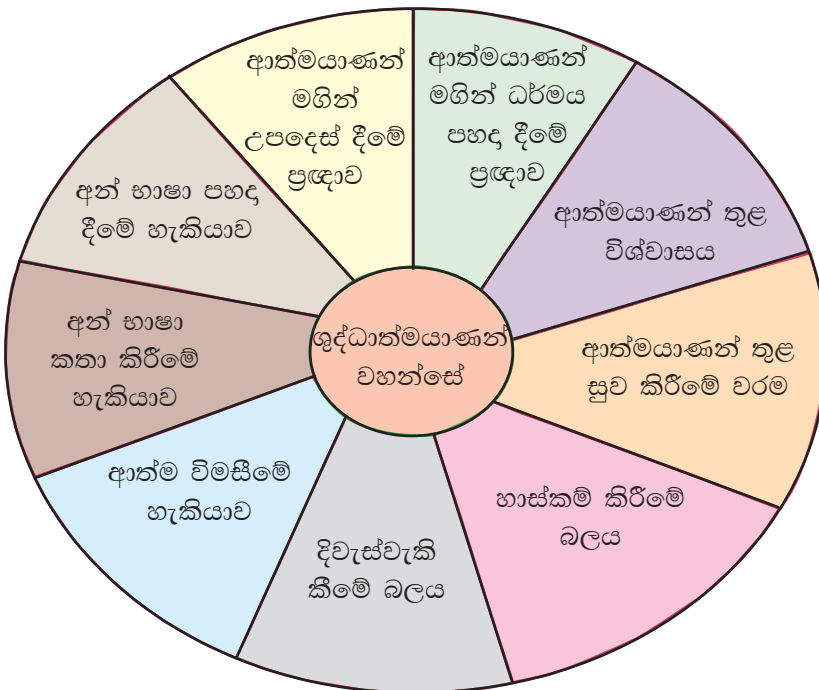 ආත්මයාණන්
මගින්
උපදෙස් දීමේ
ප්‍රඥාව
ආත්මයාණන්
මගින් ධර්මය
පහදා දීමේ
ප්‍රඥාව
ආත්මයාණන් තුළ
විශ්වාසය
ආත්මයාණන් තුළ
සුව කිරීමේ වරම
හාස්කම් කිරීමේ
බලය
දිවැස්වැකි
කීමේ බලය
ආත්ම විමසීමේ
හැකියාව
අන් භාෂා
කතා කිරීමේ
හැකියාව
අන් භාෂා පහදා
දීමේ හැකියාව
ශුද්ධාත්මයාණන්
වහන්සේ